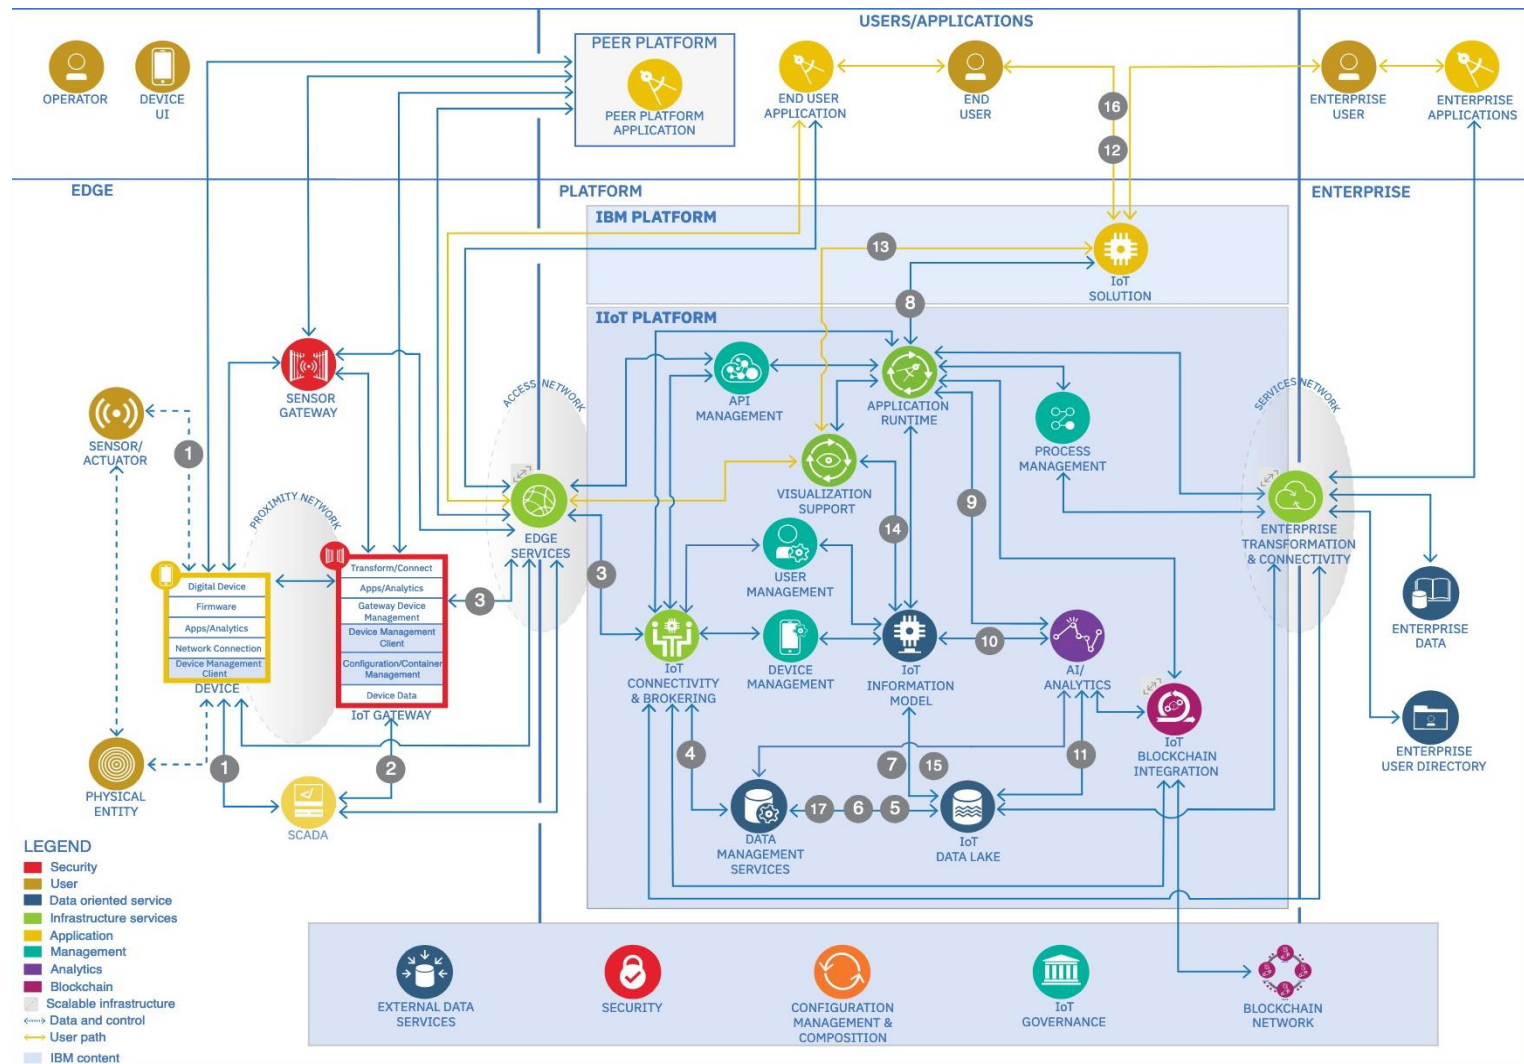 USERS/APPLICATIONS
OPERATOR
DEVICE
UI
PEER PLATFORM
PEER PLATFORM
APPLICATION
END USER
APPLICATION
END
USER
16
12
ENTERPRISE
USER
ENTERPRISE
APPLICATIONS
EDGE
PLATFORM
ENTERPRISE
IBM PLATFORM
13
IoT
SOLUTION
8
IIoT PLATFORM
SENSOR
GATEWAY
ACCESS NETWORK
API
MANAGEMENT
APPLICATION
RUNTIME
SERVICES NETWORK
SENSOR/
ACTUATOR
1
PROCESS
MANAGEMENT
PROXIMITY NETWORK
VISUALIZATION
SUPPORT
9
14
EDGE
SERVICES
ENTERPRISE
TRANSFORMATION
& CONNECTIVITY
3
3
USER
MANAGEMENT
Digital Device
Firmware
Apps/Analytics
Network Connection
Device Management
Client
DEVICE
Transform/Connect
Apps/Analytics
Gateway Device
Management
Device Management
Client
Configuration/Container
Management
Device Data
IoT GATEWAY
IoT
CONNECTIVITY
& BROKERING
DEVICE
MANAGEMENT
IoT
INFORMATION
MODEL
10
AI/
ANALYTICS
ENTERPRISE
DATA
IoT
BLOCKCHAIN
INTEGRATION
ENTERPRISE
USER DIRECTORY
PHYSICAL
ENTITY
1
2
4
7
15
11
SCADA
17
6
5
DATA
MANAGEMENT
SERVICES
IoT
DATA LAKE
LEGEND
Security
User
Data oriented service
Infrastructure services
Application
Management
Analytics
Blockchain
Scalable infrastructure
Data and control
User path
IBM content
EXTERNAL DATA
SERVICES
SECURITY
CONFIGURATION
MANAGEMENT &
COMPOSITION
IoT
GOVERNANCE
BLOCKCHAIN
NETWORK